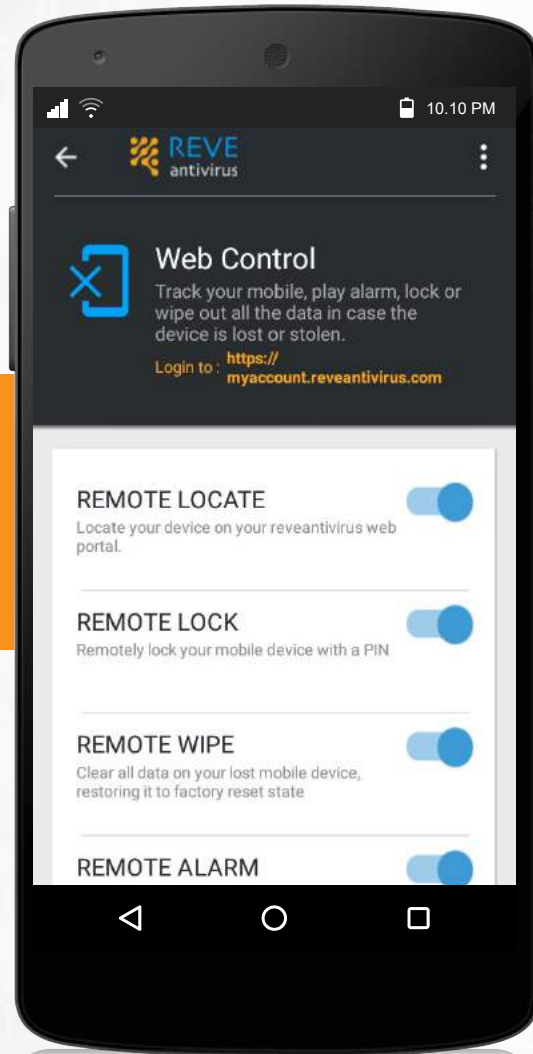 10.10 PM
REVE
antivirus
Web Control
Track your mobile, play alarm, lock or
wipe out all the data in case the
device is lost or stolen.
Login to : https://
myaccount.reveantivirus.com
REMOTE LOCATE
Locate your device on your reveantivirus web
portal.
REMOTE LOCK
Remotely lock your mobile device with a PIN
REMOTE WIPE
Clear all data on your lost mobile device,
restoring it to factory reset state
REMOTE ALARM